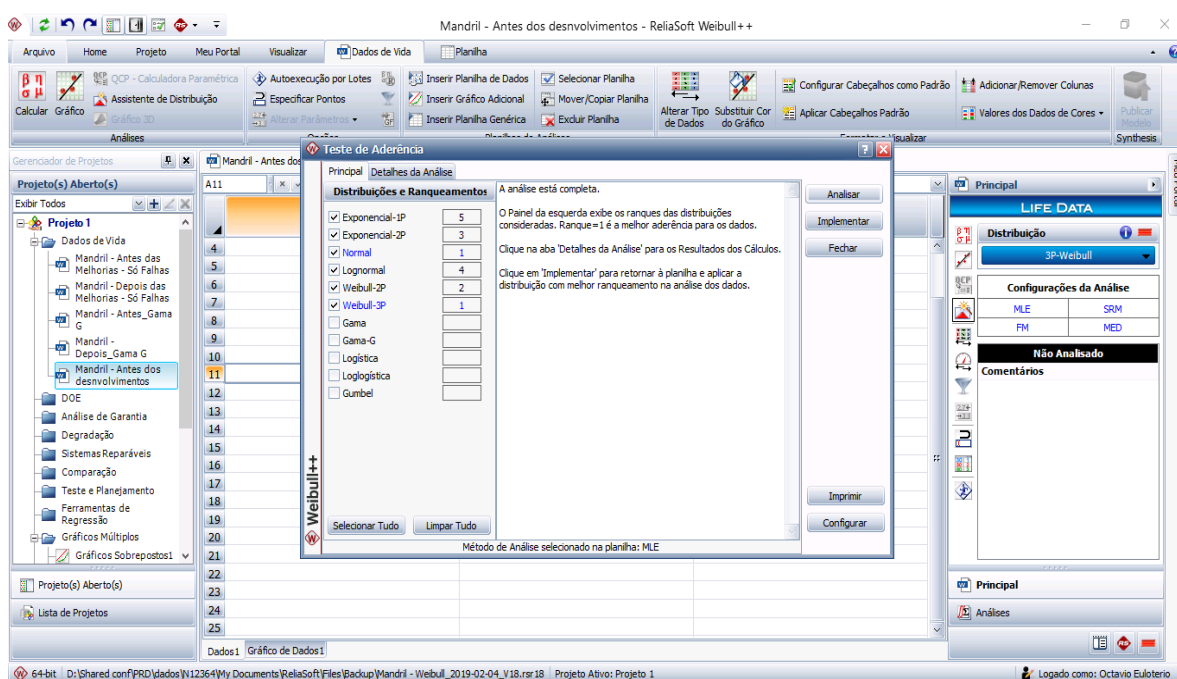 Mandril - Antes dos desnvolvimentos - ReliaSoft Weibull++
Arquivo Home Projeto Meu Portal Visualizar Dados de Vida Planilha
β η σ μ
Calcular Gráfico
QCP - Calculadora Paramétrica
Assistente de Distribuição
Gráfico 3D
Análises
Autoexecução por Lotes
Especificar Pontos
Alterar Parâmetros
Opções
Inserir Planilha de Dados
Inserir Gráfico Adicional
Inserir Planilha Genérica
Selecionar Planilha
Mover/Copiar Planilha
Excluir Planilha
Planilhas de Análises
Alterar Tipo de Dados
Substituir Cor do Gráfico
Configurar Cabeçalhos como Padrão
Aplicar Cabeçalhos Padrão
Formatar e Visualizar
Adicionar/Remover Colunas
Valores dos Dados de Cores
Publicar Modelo
Synthesis
Gerenciador de Projetos
Projeto(s) Aberto(s)
Exibir Todos
Projeto 1
Dados de Vida
Mandril - Antes das
Melhorias - Só Falhas
Mandril - Depois das
Melhorias - Só Falhas
Mandril - Antes_Gama
G
Mandril -
Depois_Gama G
Mandril - Antes dos
desnvolvimentos
DOE
Análise de Garantia
Degradação
Sistemas Reparáveis
Comparação
Teste e Planejamento
Ferramentas de
Regressão
Gráficos Múltiplos
Gráficos Sobrepostos1
Projeto(s) Aberto(s)
Lista de Projetos
Mandril - Antes dos
A11
4
5
6
7
8
9
10
11
12
13
14
15
16
17
18
19
20
21
22
23
24
25
Dados1 Gráfico de Dados1
Teste de Aderência
Principal Detalhes da Análise
Distribuições e Ranqueamentos
Exponencial-1P 5
Exponencial-2P 3
Normal 1
Lognormal 4
Weibull-2P 2
Weibull-3P 1
Gama
Gama-G
Logística
Loglogística
Gumbel
Selecionar Tudo Limpar Tudo
Weibull++
A análise está completa.
O Painel da esquerda exibe os ranques das distribuições
consideradas. Ranque=1 é a melhor aderência para os dados.
Clique na aba 'Detalhes da Análise' para os Resultados dos Cálculos.
Clique em 'Implementar' para retornar à planilha e aplicar a
distribuição com melhor ranqueamento na análise dos dados.
Analisar
Implementar
Fechar
Imprimir
Configurar
Método de Análise selecionado na planilha: MLE
Principal
LIFE DATA
Distribuição
3P-Weibull
Configurações da Análise
MLE SRM
FM MED
Não Analisado
Comentários
Principal
Análises
64-bit D:\Shared conf\PRD\dados\N12364\My Documents\ReliaSoft\Files\Backup\Mandril - Weibull_2019-02-04_V18.rsr18 Projeto Ativo: Projeto 1
Logado como: Octavio Euloterio